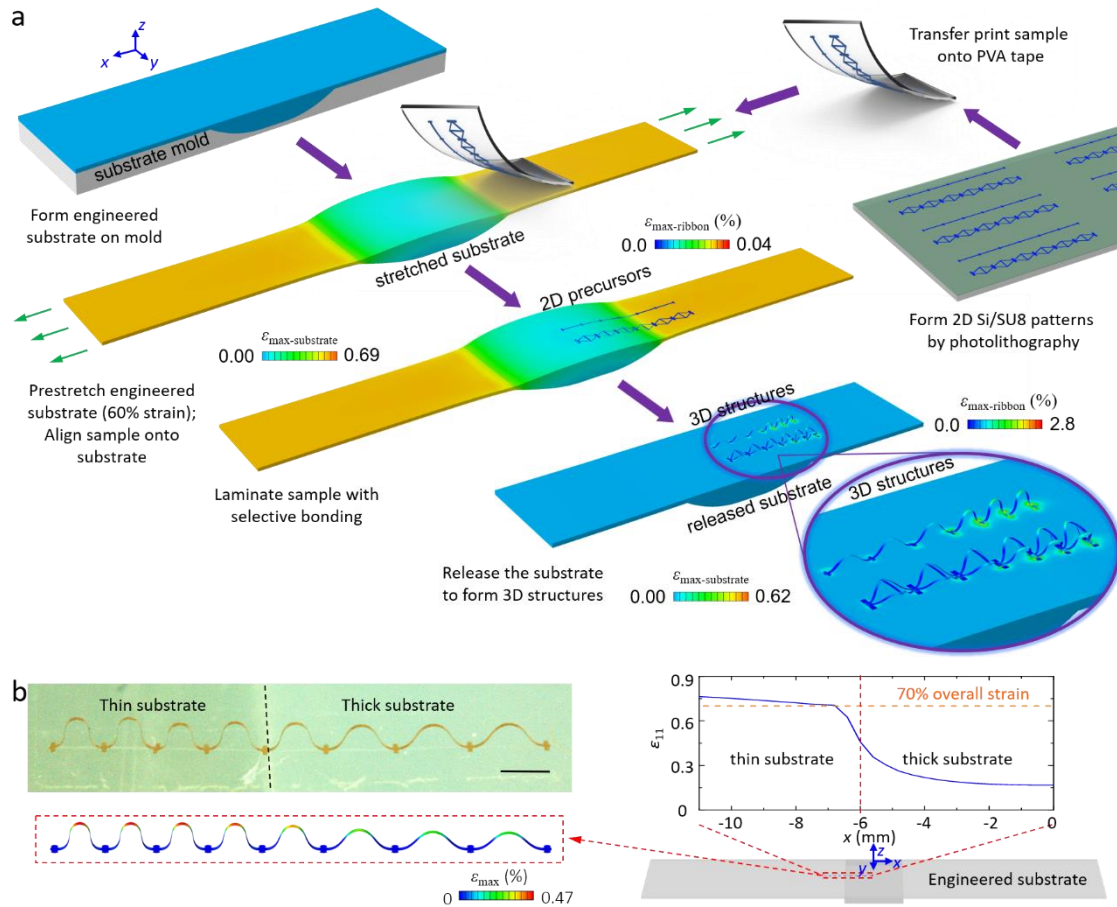 a
z
x
y
substrate mold
Form engineered
substrate on mold
Transfer print sample
onto PVA tape
stretched substrate
ε_max-ribbon (%)
0.0 0.04
Form 2D Si/SU8 patterns
by photolithography
2D precursors
ε_max-substrate
0.00 0.69
Prestretch engineered
substrate (60% strain);
Align sample onto
substrate
Laminate sample with
selective bonding
3D structures
released substrate
ε_max-ribbon (%)
0.0 2.8
3D structures
Release the substrate
to form 3D structures
ε_max-substrate
0.00 0.62
b
Thin substrate Thick substrate
ε_max (%)
0 0.47
0.9
0.6
0.3
0
ε₁₁
70% overall strain
thin substrate thick substrate
-10 -8 -6 -4 -2 0
x (mm)
z
y x
Engineered substrate